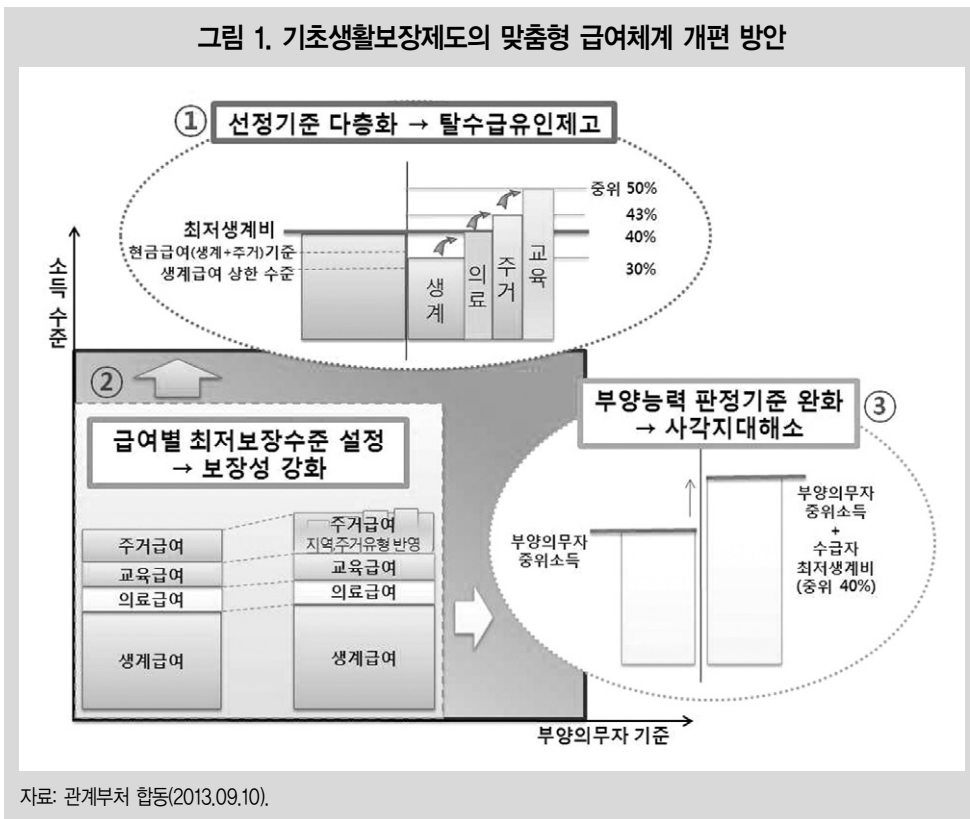 그림 1. 기초생활보장제도의 맞춤형 급여체계 개편 방안
① 선정기준 다층화 → 탈수급유인제고
중위 50%
43%
40%
30%
최저생계비
현금급여(생계+주거)기준
생계급여 상한 수준
생계
의료
주거
교육
소득 수준
②
급여별 최저보장수준 설정
→ 보장성 강화
주거급여
교육급여
의료급여
생계급여
주거급여
지역,주거유형 반영
교육급여
의료급여
생계급여
부양능력 판정기준 완화
→ 사각지대해소
③
부양의무자
중위소득
부양의무자
중위소득
+
수급자
최저생계비
(중위 40%)
부양의무자 기준
자료: 관계부처 합동(2013.09.10).